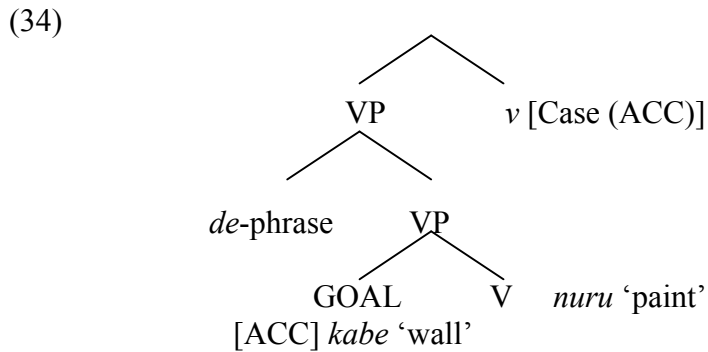 (34)
VP v [Case (ACC)]
de-phrase VP
GOAL V nuru ‘paint’
[ACC] kabe ‘wall’